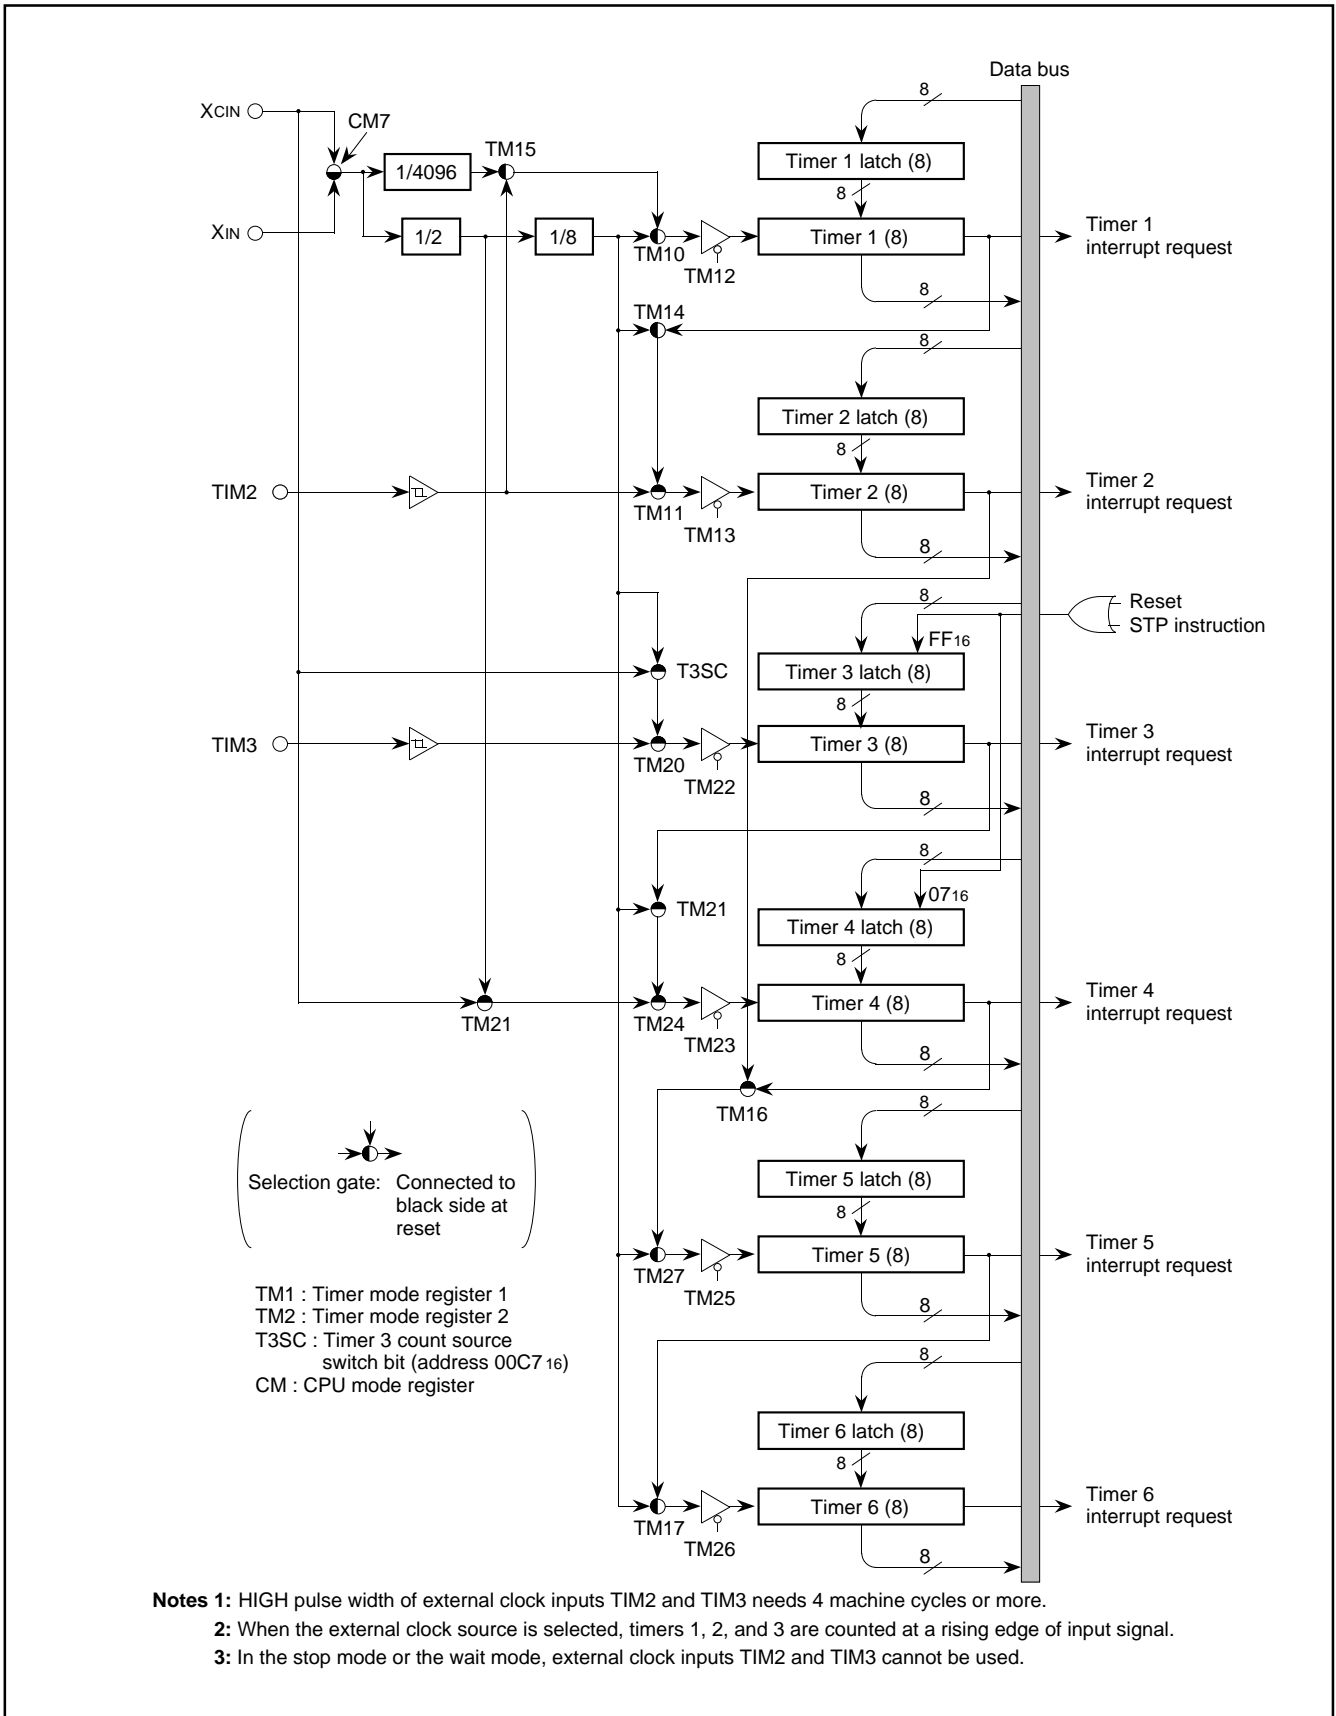 Data bus
8
XCIN
CM7
TM15
Timer 1 latch (8)
1/4096
8
XIN
1/2
1/8
TM10
TM12
Timer 1 (8)
Timer 1
interrupt request
8
TM14
8
Timer 2 latch (8)
8
TIM2
TM11
TM13
Timer 2 (8)
Timer 2
interrupt request
8
8
Reset
STP instruction
FF16
T3SC
Timer 3 latch (8)
8
TIM3
TM20
TM22
Timer 3 (8)
Timer 3
interrupt request
8
8
0716
TM21
Timer 4 latch (8)
8
TM21
TM24
TM23
Timer 4 (8)
Timer 4
interrupt request
8
TM16
8
Selection gate: Connected to
black side at
reset
Timer 5 latch (8)
8
TM27
TM25
Timer 5 (8)
Timer 5
interrupt request
8
TM1 : Timer mode register 1
TM2 : Timer mode register 2
T3SC : Timer 3 count source
switch bit (address 00C716)
CM : CPU mode register
8
Timer 6 latch (8)
8
TM17
TM26
Timer 6 (8)
Timer 6
interrupt request
8
Notes 1: HIGH pulse width of external clock inputs TIM2 and TIM3 needs 4 machine cycles or more.
2: When the external clock source is selected, timers 1, 2, and 3 are counted at a rising edge of input signal.
3: In the stop mode or the wait mode, external clock inputs TIM2 and TIM3 cannot be used.